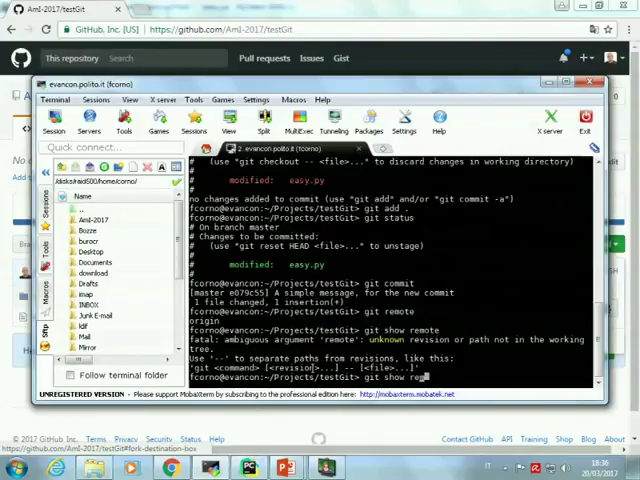 AmI-2017/testGit
GitHub, Inc. [US] https://github.com/AmI-2017/testGit
This repository
Pull requests Issues Gist
evancon.polito.it (fcorno)
Terminal Sessions View X server Tools Games Settings Macros Help
Session Servers Tools Games View Split MultiExec Tunneling Packages Settings Help X server Exit
Quick connect...
2. evancon.polito.it (fcorno)
/disks/raid500/home/corno/
Name
..
AmI-2017
Bozze
burocr
Desktop
Documents
download
Drafts
imap
INBOX
Junk E-mail
ldif
Mail
Mirror
Sessions
Tools
Macros
Sftp
Follow terminal folder
# (use "git checkout -- <file>..." to discard changes in working directory)
#
# modified: easy.py
#
no changes added to commit (use "git add" and/or "git commit -a")
fcorno@evancon:~/Projects/testGit> git add .
fcorno@evancon:~/Projects/testGit> git status
# On branch master
# Changes to be committed:
# (use "git reset HEAD <file>..." to unstage)
#
# modified: easy.py
#
fcorno@evancon:~/Projects/testGit> git commit
[master e079c55] A simple message, for the new commit
1 file changed, 1 insertion(+)
fcorno@evancon:~/Projects/testGit> git remote
origin
fcorno@evancon:~/Projects/testGit> git show remote
fatal: ambiguous argument 'remote': unknown revision or path not in the working
tree.
Use '--' to separate paths from revisions, like this:
'git <command> [<revision>...] -- [<file>...]'
fcorno@evancon:~/Projects/testGit> git show rem
UNREGISTERED VERSION - Please support MobaXterm by subscribing to the professional edition here: http://mobaxterm.mobatek.net
© 2017 GitHub, Inc. Terms Privacy Security Status Help
Contact GitHub API Training Shop Blog About
https://github.com/AmI-2017/testGit#fork-destination-box
IT
18:36
20/03/2017